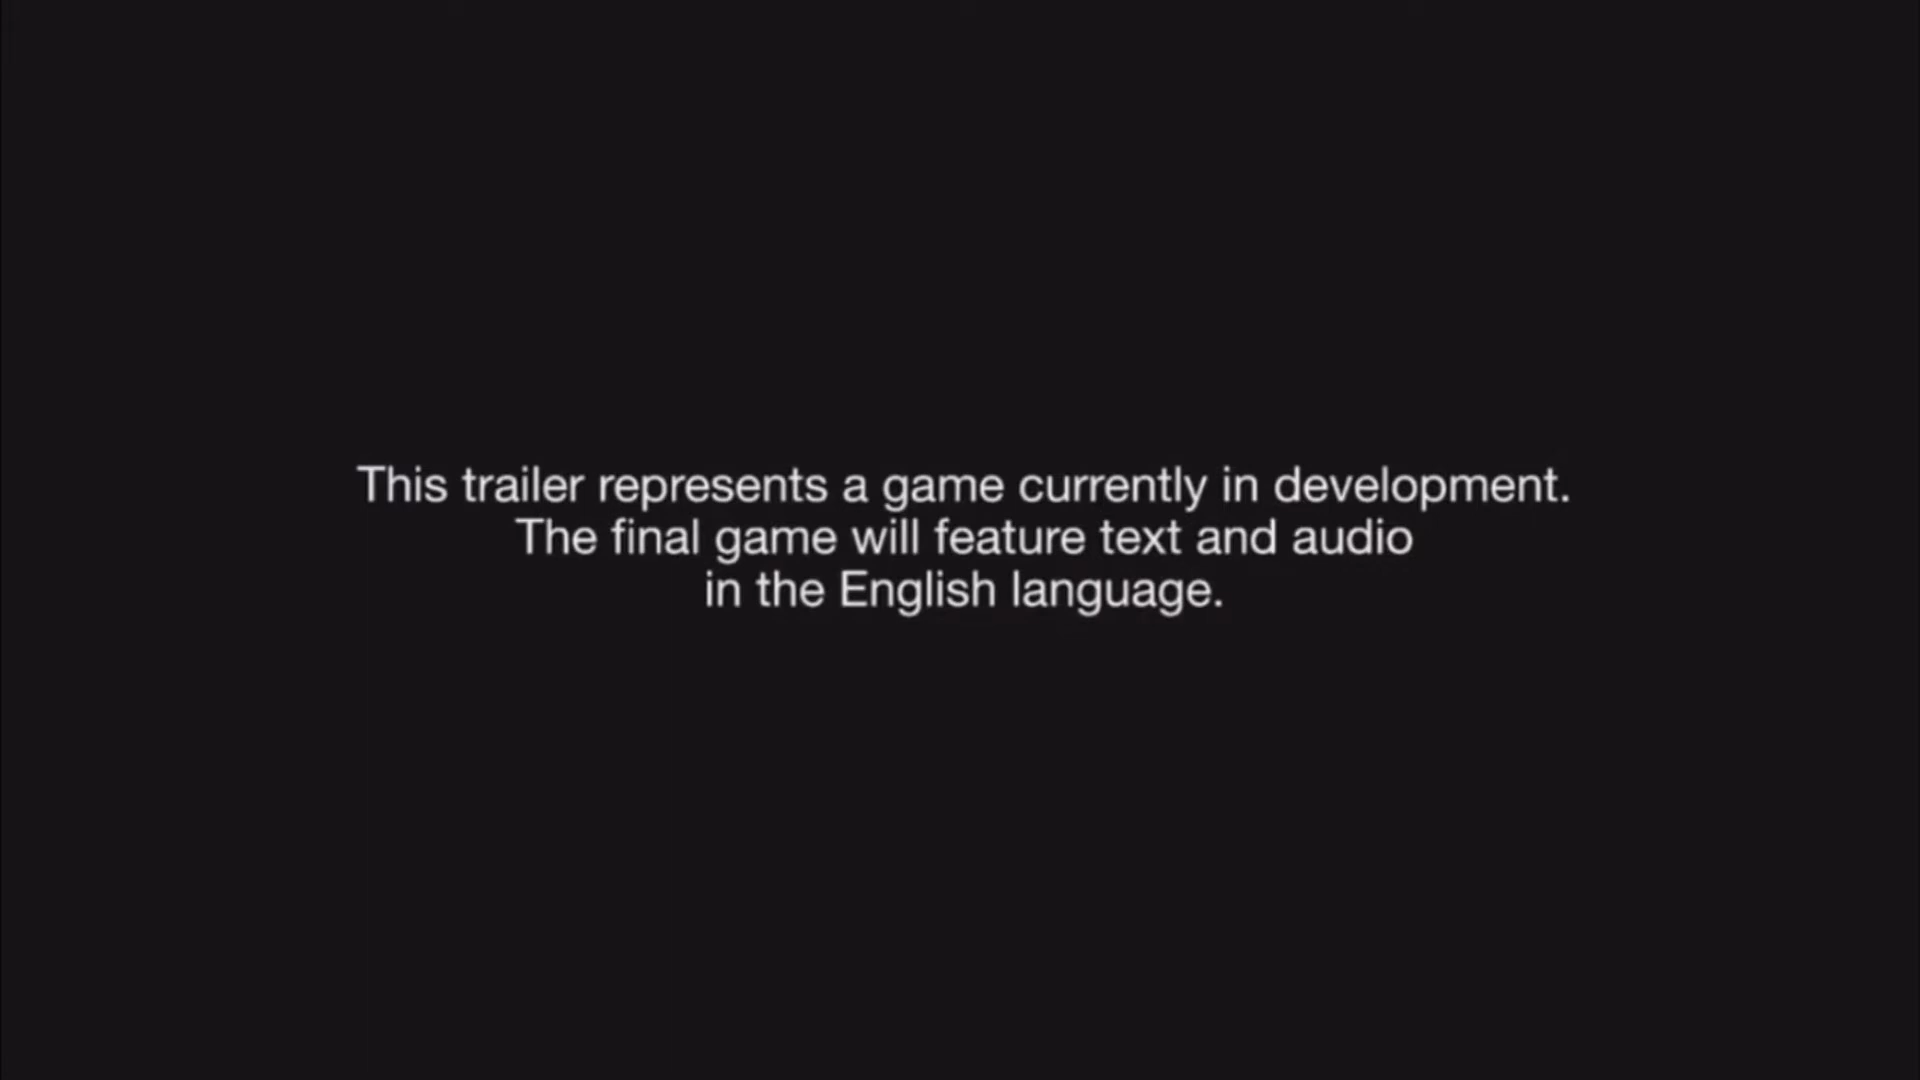 This trailer represents a game currently in development.
The final game will feature text and audio
in the English language.